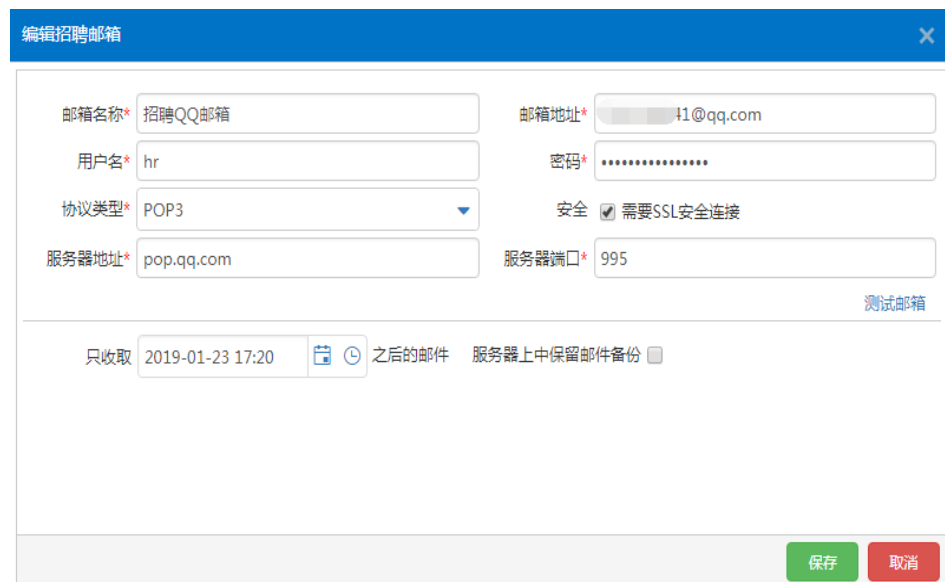 编辑招聘邮箱
邮箱名称* 招聘QQ邮箱 邮箱地址* 41@qq.com
用户名* hr 密码* ••••••••••••••••
协议类型* POP3 安全 需要SSL安全连接
服务器地址* pop.qq.com 服务器端口* 995
测试邮箱
只收取 2019-01-23 17:20 之后的邮件 服务器上中保留邮件备份
保存 取消